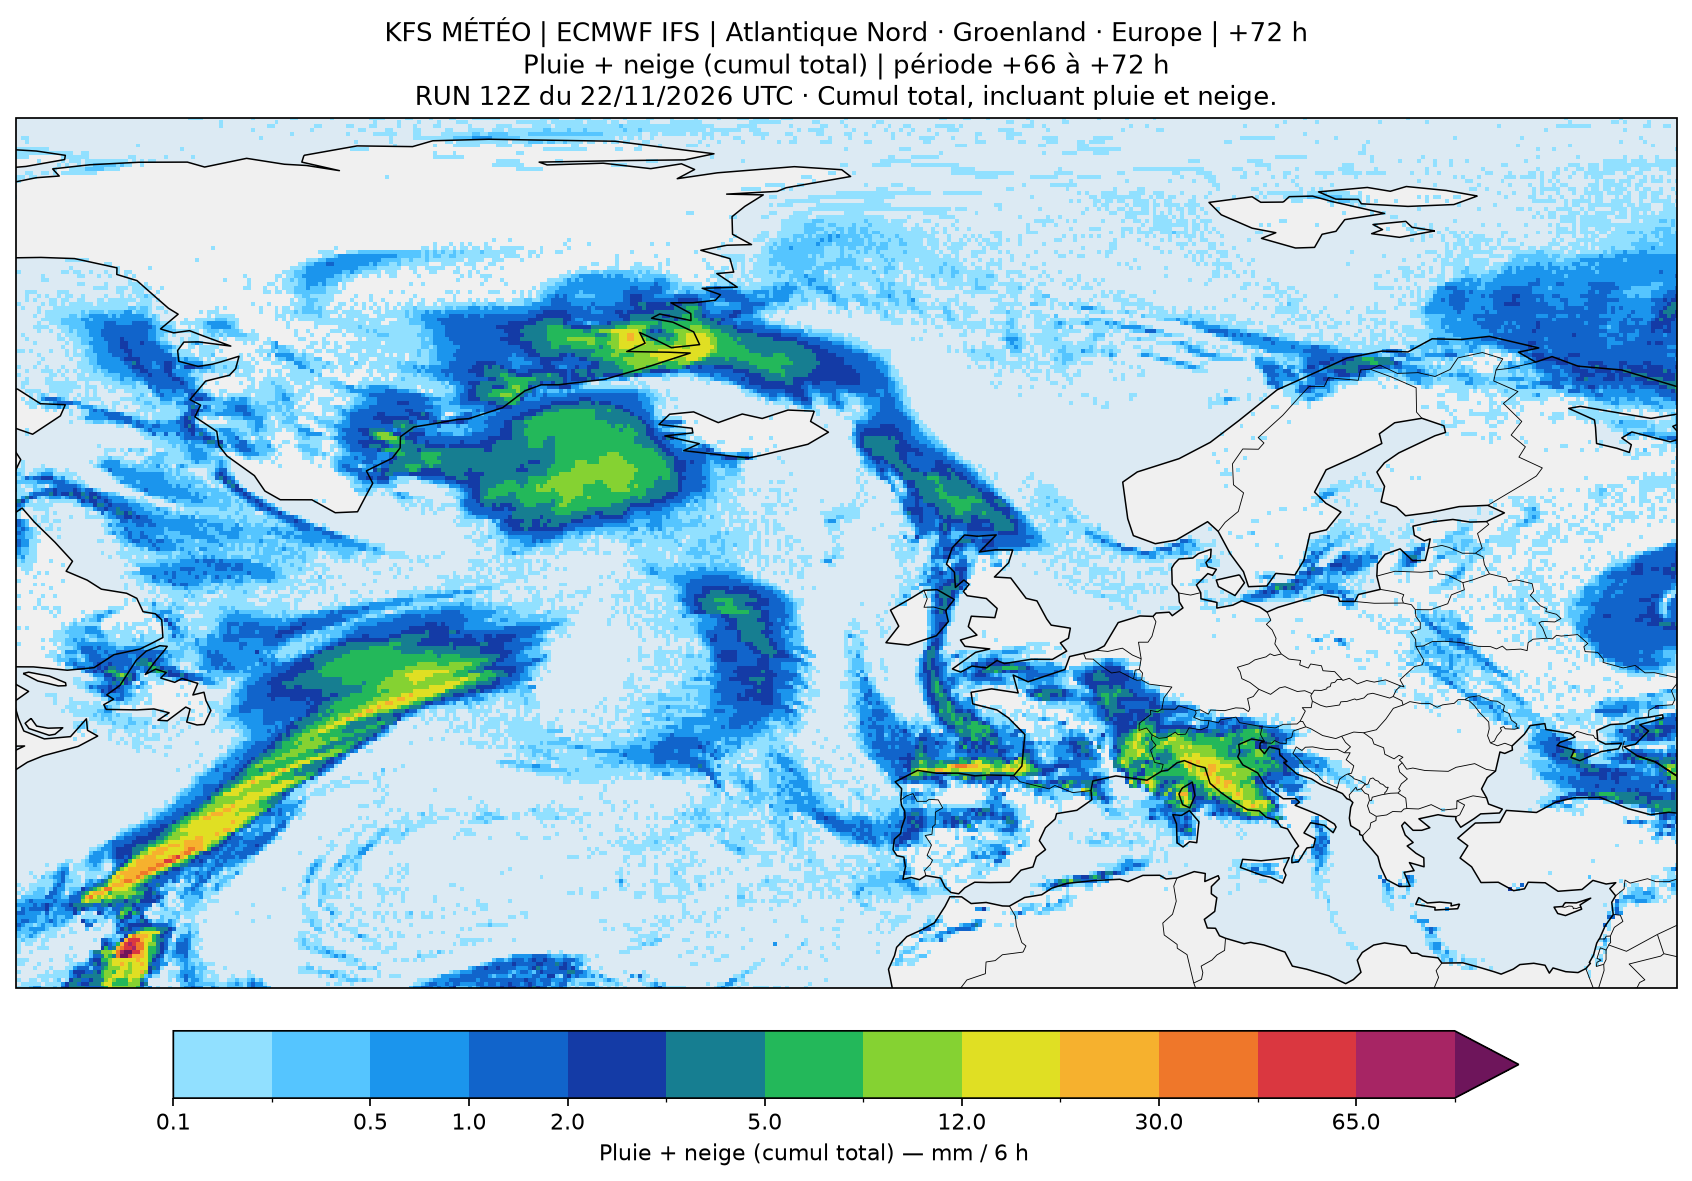 KFS MÉTÉO | ECMWF IFS | Atlantique Nord · Groenland · Europe | +72 h
Pluie + neige (cumul total) | période +66 à +72 h
RUN 12Z du 22/11/2026 UTC · Cumul total, incluant pluie et neige.
0.1 0.5 1.0 2.0 5.0 12.0 30.0 65.0
Pluie + neige (cumul total) — mm / 6 h